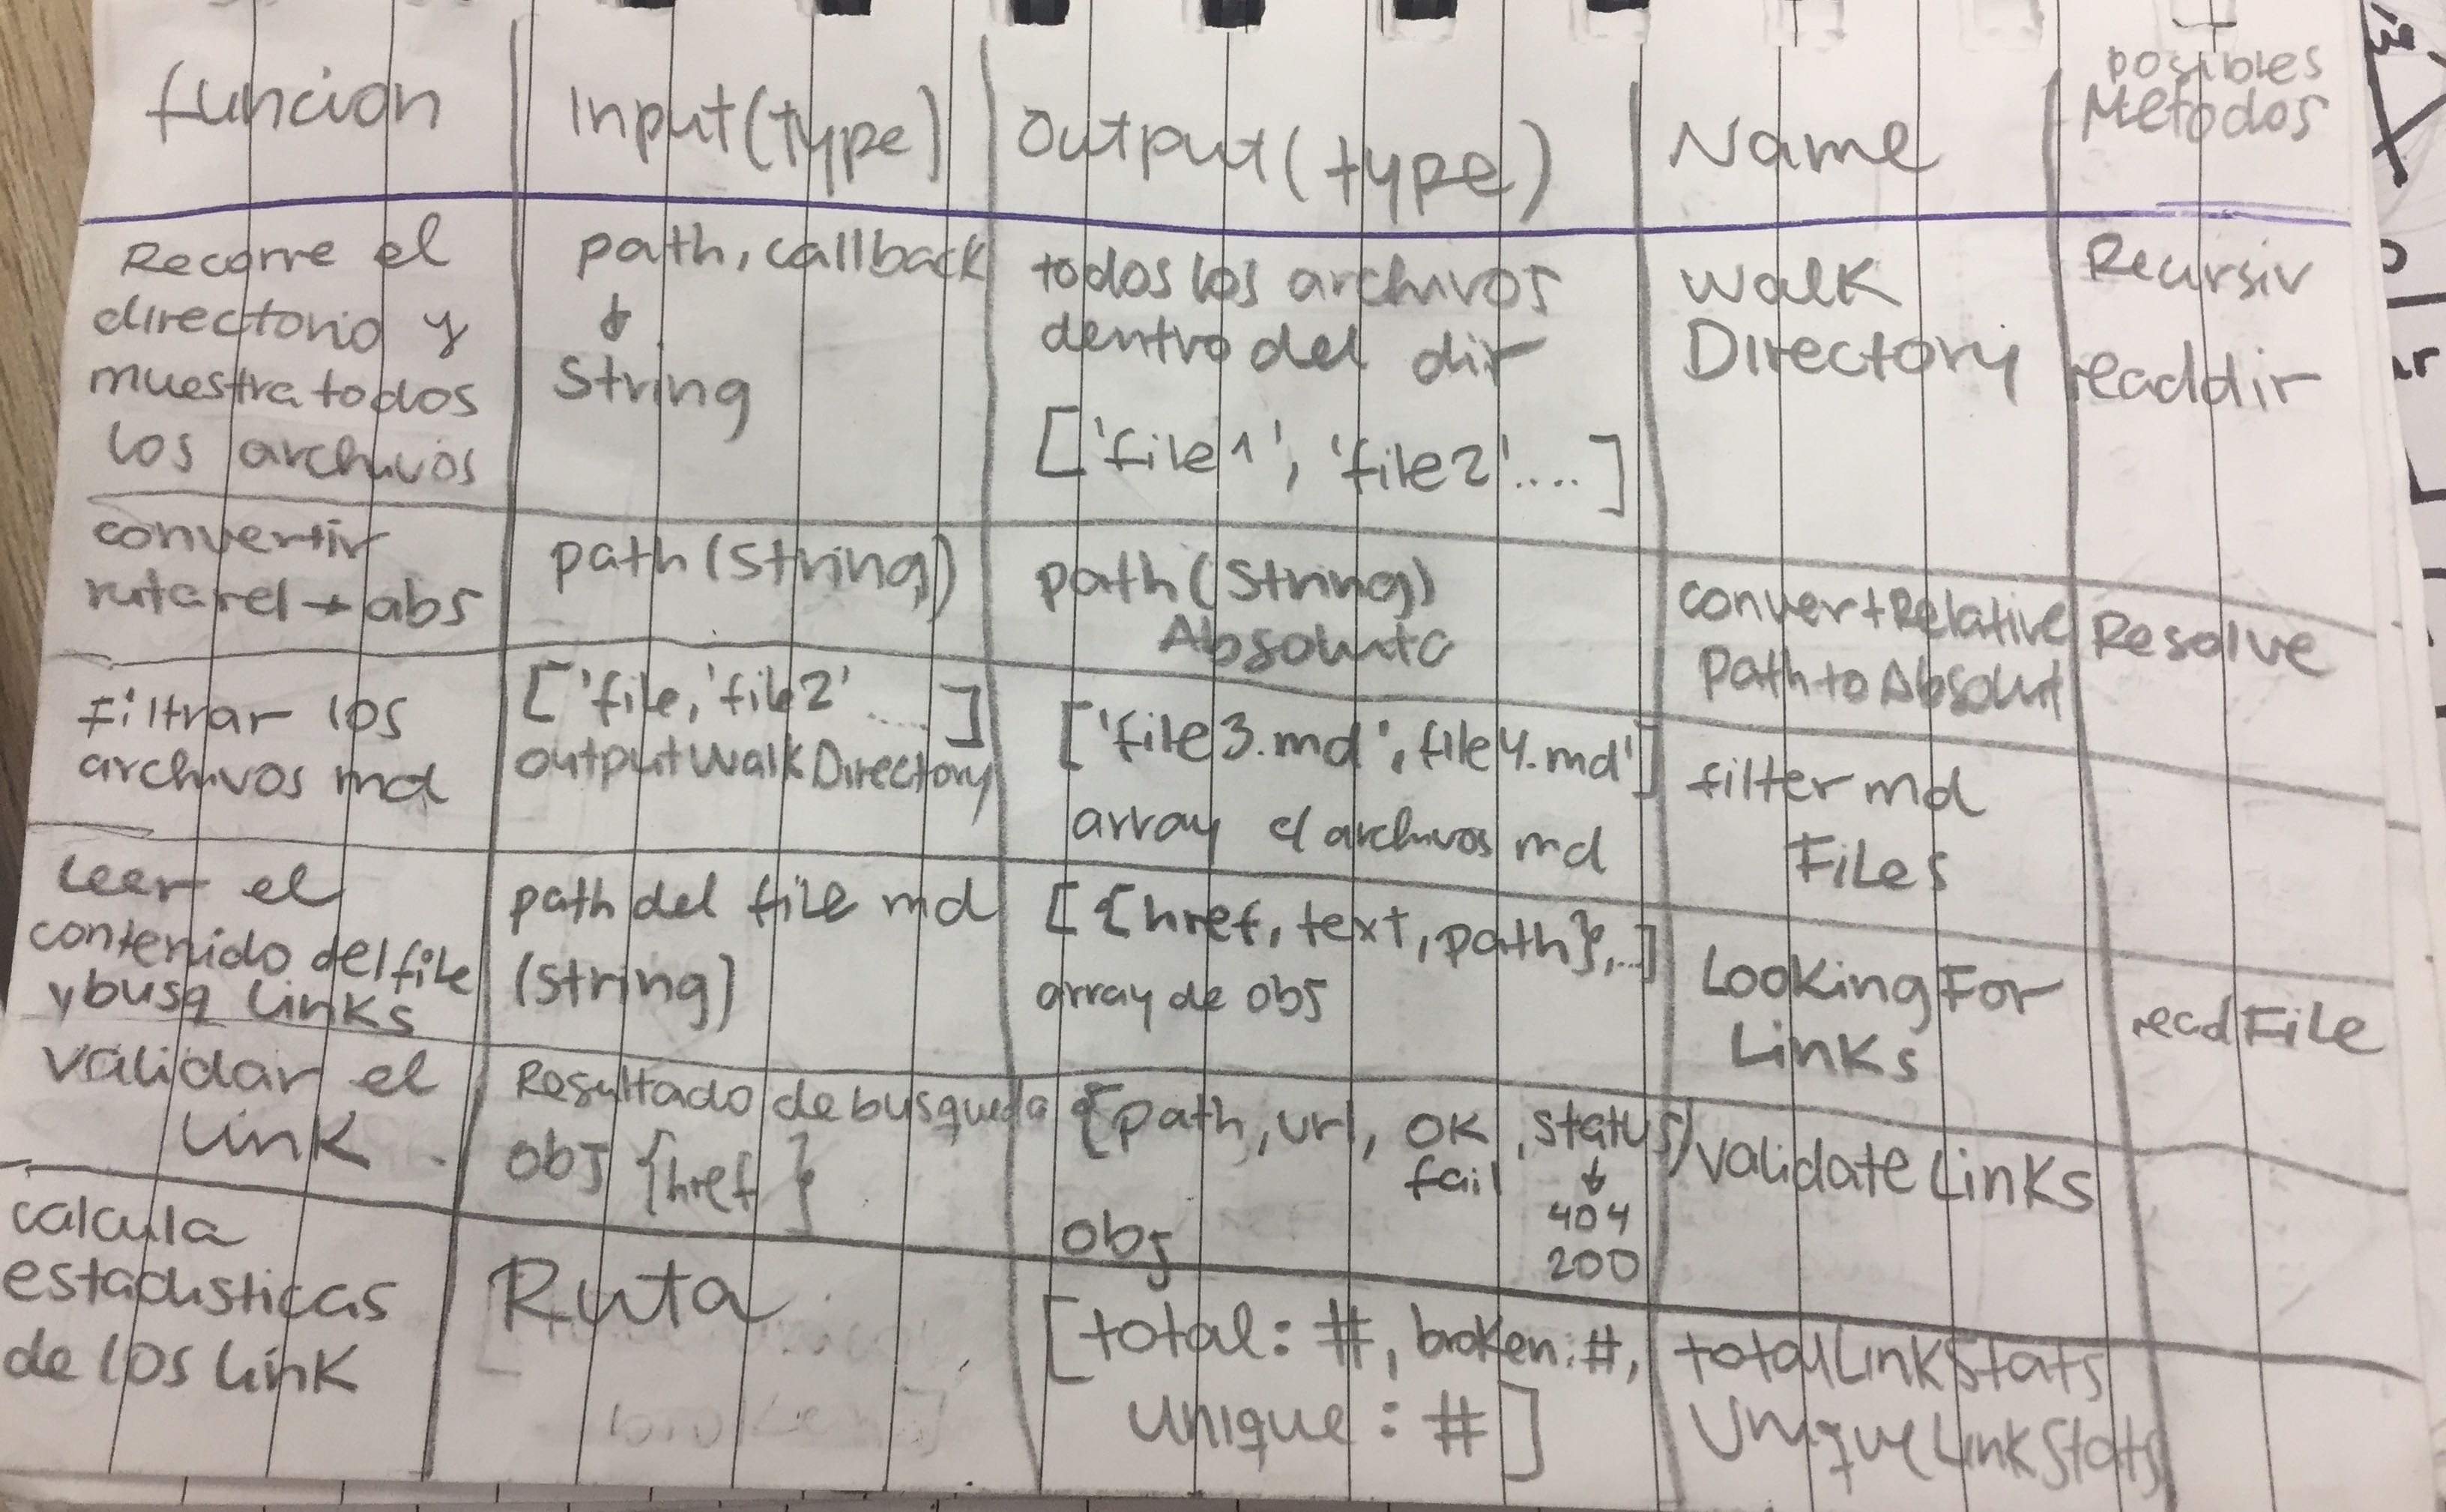 funcion
Input(type)
Output(type)
Name
posibles
Metodos
Recorre el
directorio y
muestra todos
los archivos
path, callback
↓
String
todos los archivos
dentro del dir
['file1', 'file2'....]
Walk
Directory
Recursiv
readdir
convertir
ruta rel → abs
path (String)
path (String)
Absoluta
convertRelative
PathtoAbsolut
Resolve
Filtrar los
archivos md
['file, 'file2' ....]
outputWalkDirectory
['file3.md', file4.md']
array c/ archivos md
filter md
Files
Leer el
contenido del file
y busq links
path del file md
(string)
[{href, text, path},..]
array de obj
LookingFor
Links
readFile
Validar el
link
Resultado de busqueda
obj {href }
{path, url, ok, status}
fail ↓
404
obj
200
Validate Links
calcula
estadisticas
de los link
Ruta
[total: #, broken: #,
Unique : #]
totalLinkStats
UniqueLinkStats